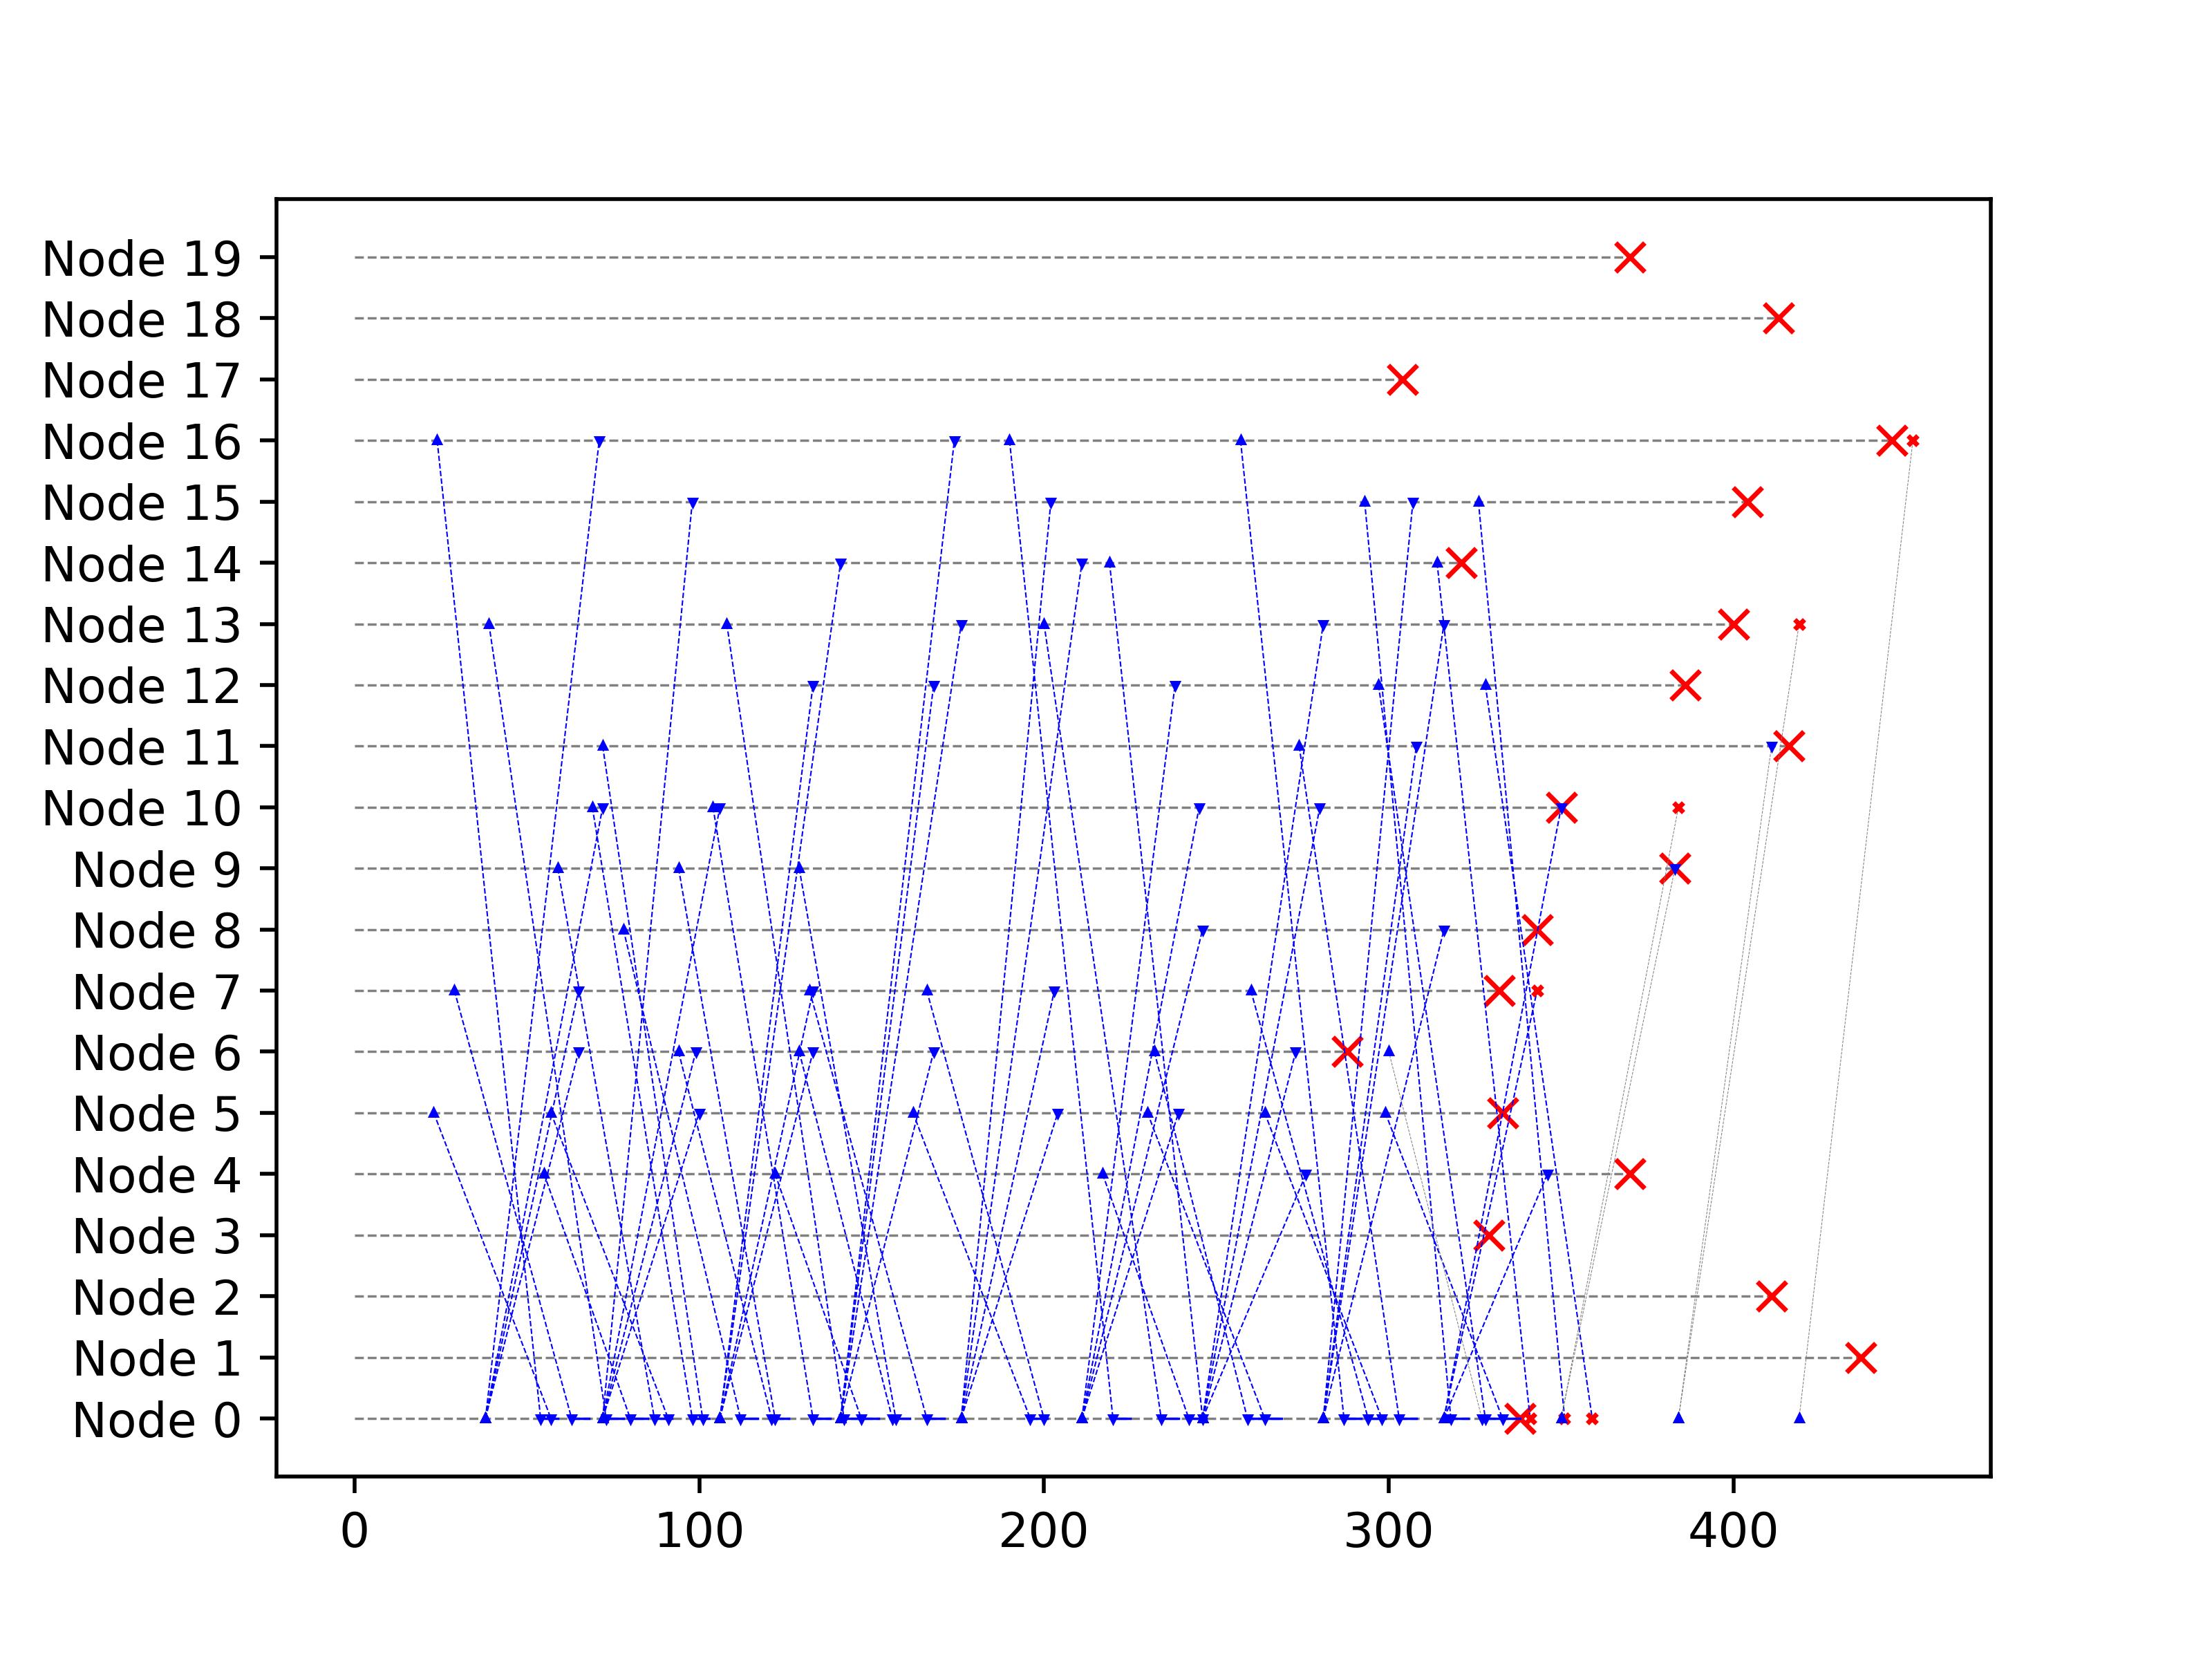 Node 19
Node 18
Node 17
Node 16
Node 15
Node 14
Node 13
Node 12
Node 11
Node 10
Node 9
Node 8
Node 7
Node 6
Node 5
Node 4
Node 3
Node 2
Node 1
Node 0
0 100 200 300 400